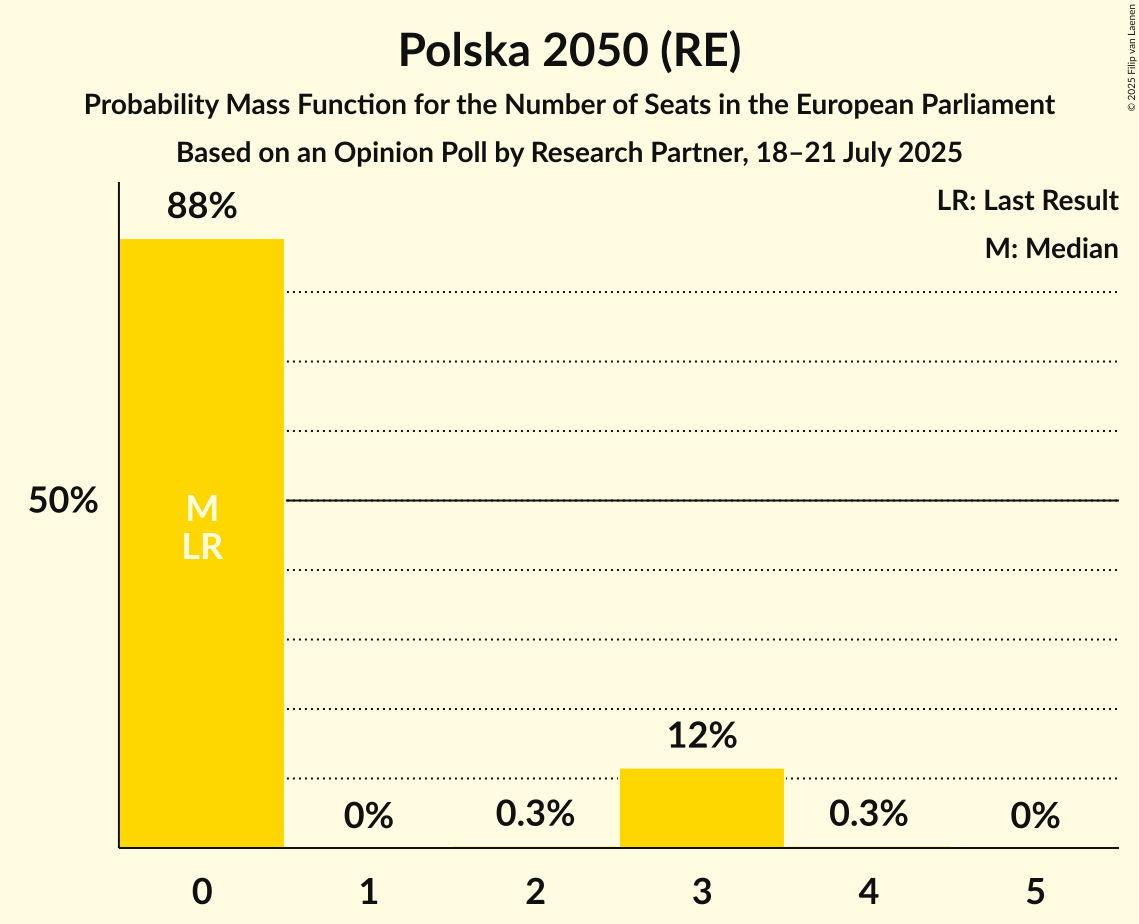 Polska 2050 (RE)
Probability Mass Function for the Number of Seats in the European Parliament
Based on an Opinion Poll by Research Partner, 18–21 July 2025
© 2025 Filip van Laenen
LR: Last Result
M: Median
88%
50%
M
LR
12%
0%
0.3%
0.3%
0%
0
1
2
3
4
5